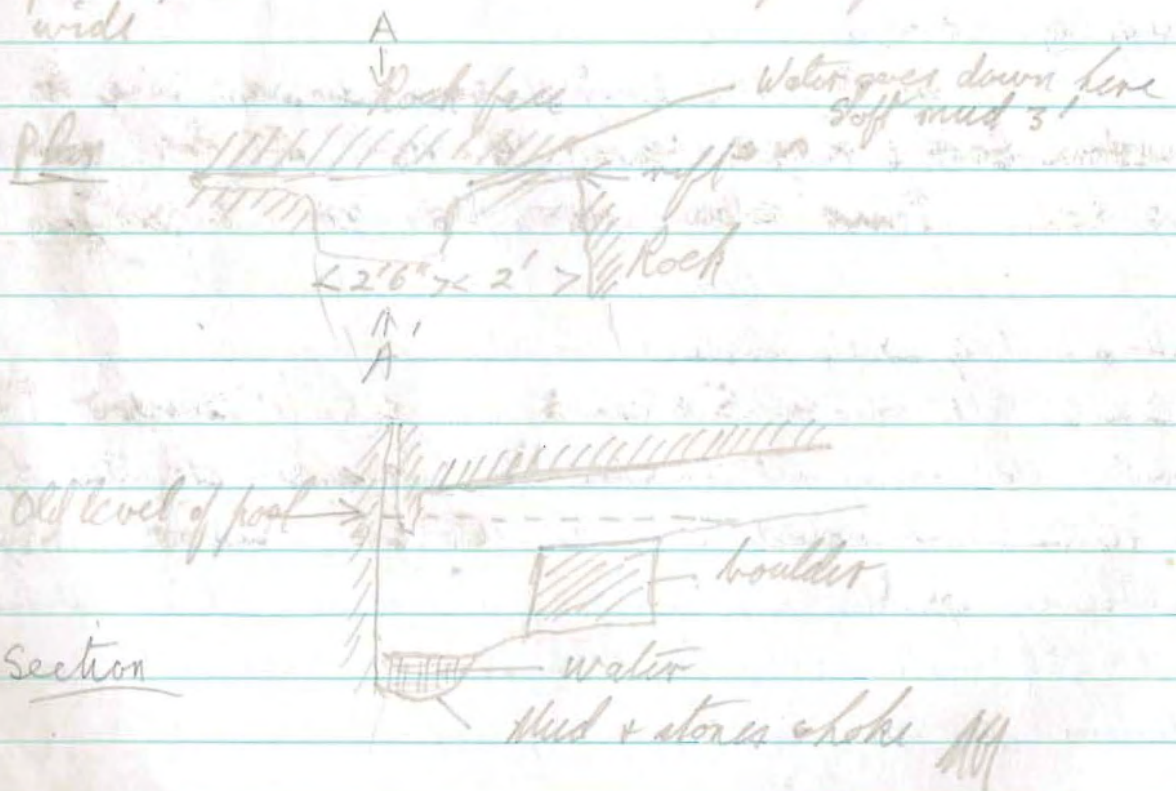 wide
A
Rock face
Water goes down here
Soft mud 3'
Plan
rift
Rock
< 2'6" > < 2' >
A
Old level of pool
boulder
Section
water
Mud + stones choke